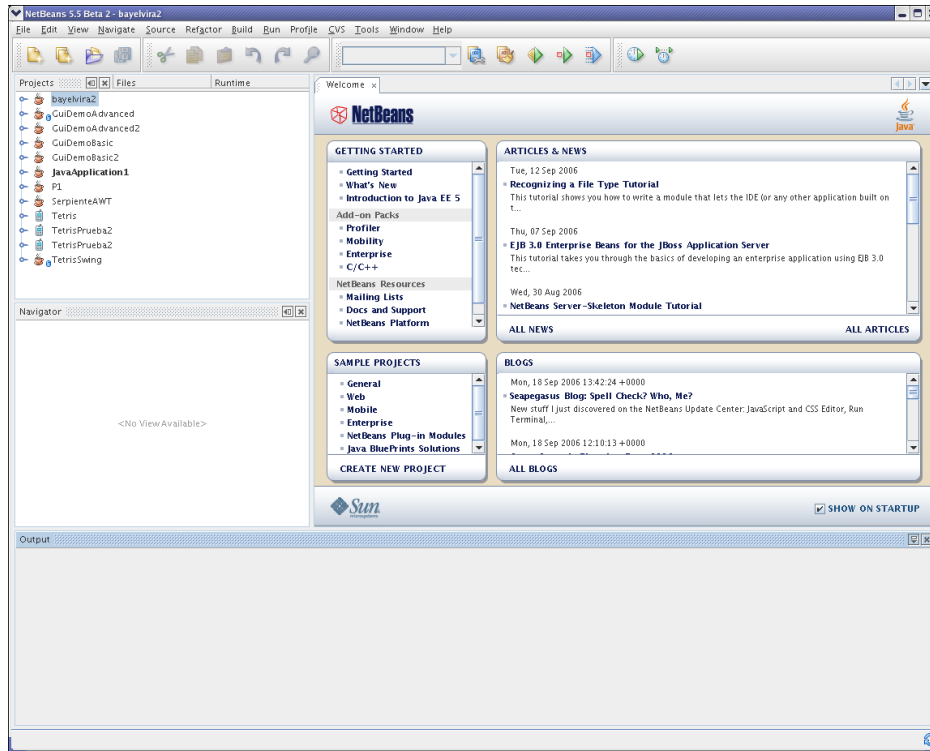 NetBeans 5.5 Beta 2 - bayelvira2
File Edit View Navigate Source Refactor Build Run Profile CVS Tools Window Help
Projects Files Runtime
bayelvira2
GuiDemoAdvanced
GuiDemoAdvanced2
GuiDemoBasic
GuiDemoBasic2
JavaApplication1
P1
SerpienteAWT
Tetris
TetrisPrueba2
TetrisPrueba2
TetrisSwing
Navigator
<No View Available>
Welcome
NetBeans
Java
GETTING STARTED
Getting Started
What's New
Introduction to Java EE 5
Add-on Packs
Profiler
Mobility
Enterprise
C/C++
NetBeans Resources
Mailing Lists
Docs and Support
NetBeans Platform
ARTICLES & NEWS
Tue, 12 Sep 2006
Recognizing a File Type Tutorial
This tutorial shows you how to write a module that lets the IDE (or any other application built on
t...
Thu, 07 Sep 2006
EJB 3.0 Enterprise Beans for the JBoss Application Server
This tutorial takes you through the basics of developing an enterprise application using EJB 3.0
tec...
Wed, 30 Aug 2006
NetBeans Server-Skeleton Module Tutorial
ALL NEWS ALL ARTICLES
SAMPLE PROJECTS
General
Web
Mobile
Enterprise
NetBeans Plug-in Modules
Java BluePrints Solutions
CREATE NEW PROJECT
BLOGS
Mon, 18 Sep 2006 13:42:24 +0000
Seapegasus Blog: Spell Check? Who, Me?
New stuff I just discovered on the NetBeans Update Center: JavaScript and CSS Editor, Run
Terminal,...
Mon, 18 Sep 2006 12:10:13 +0000
ALL BLOGS
Sun
SHOW ON STARTUP
Output